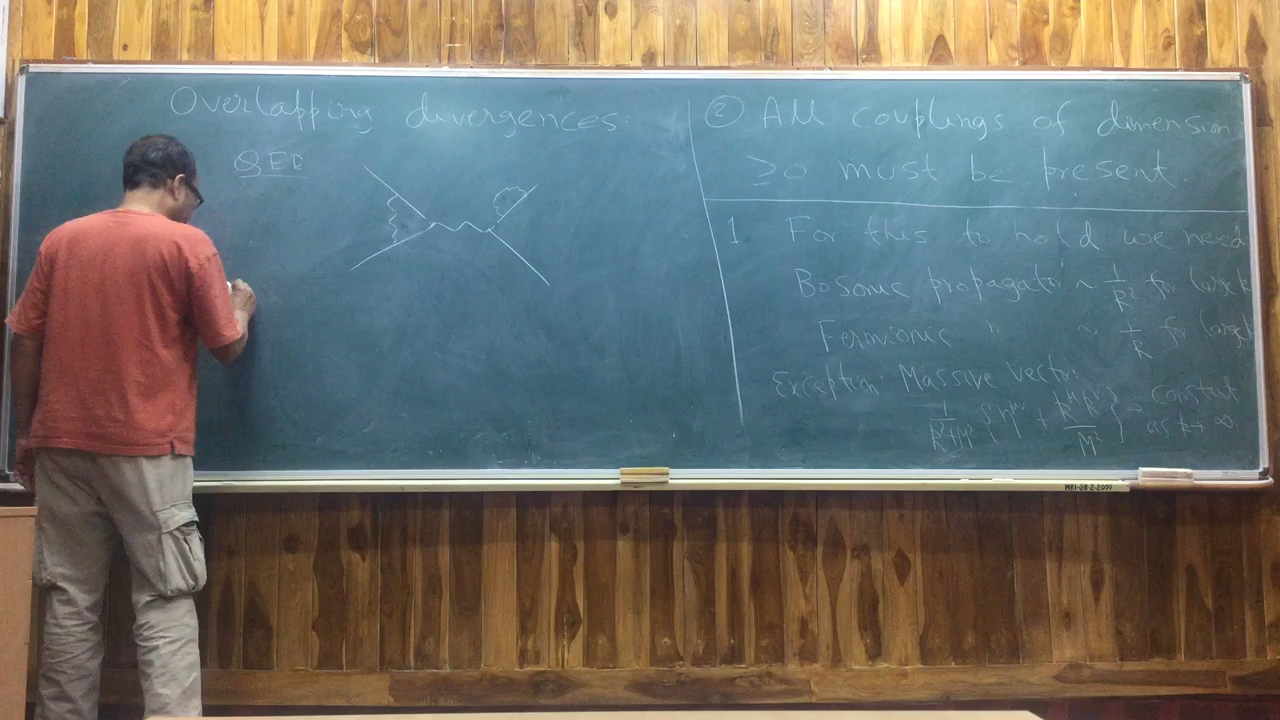 Overlapping divergences.
QED
② All couplings of dimension
≥0 must be present.
1 For this to hold we need
Bosonic propagator ~ 1/k² for large k
Fermionic " ~ 1/k for large k
Exception: Massive vector:
1/k²+M² {η^μν + k^μ k^ν/M²} → constant
as k→∞.